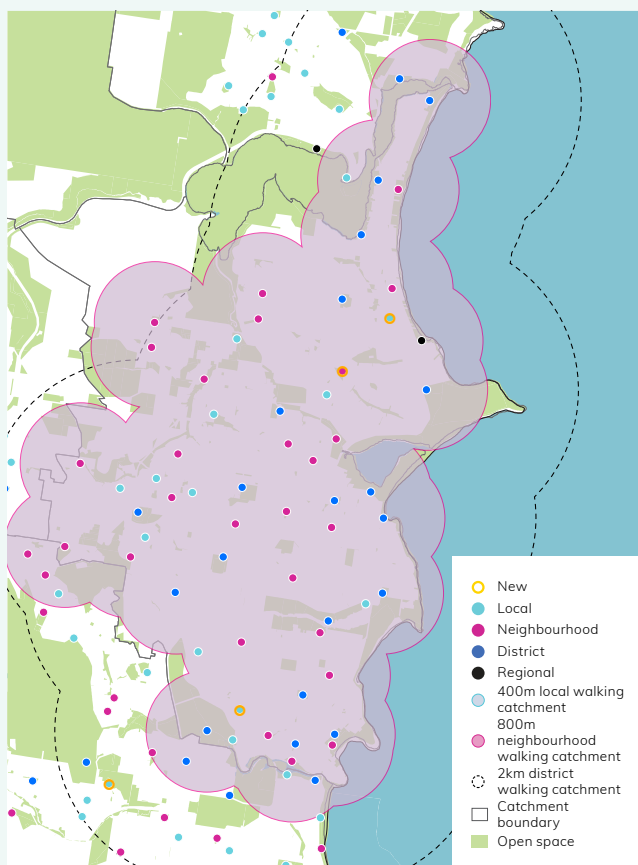 New
Local
Neighbourhood
District
Regional
400m local walking
catchment
800m
neighbourhood
walking catchment
2km district
walking catchment
Catchment
boundary
Open space